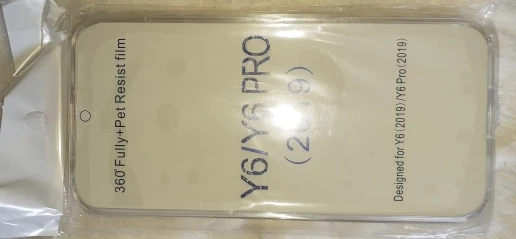 360°Fully+Pet Resist film
Y6/Y6 PRO
(2019)
Designed for Y6(2019)/Y6 Pro(2019)